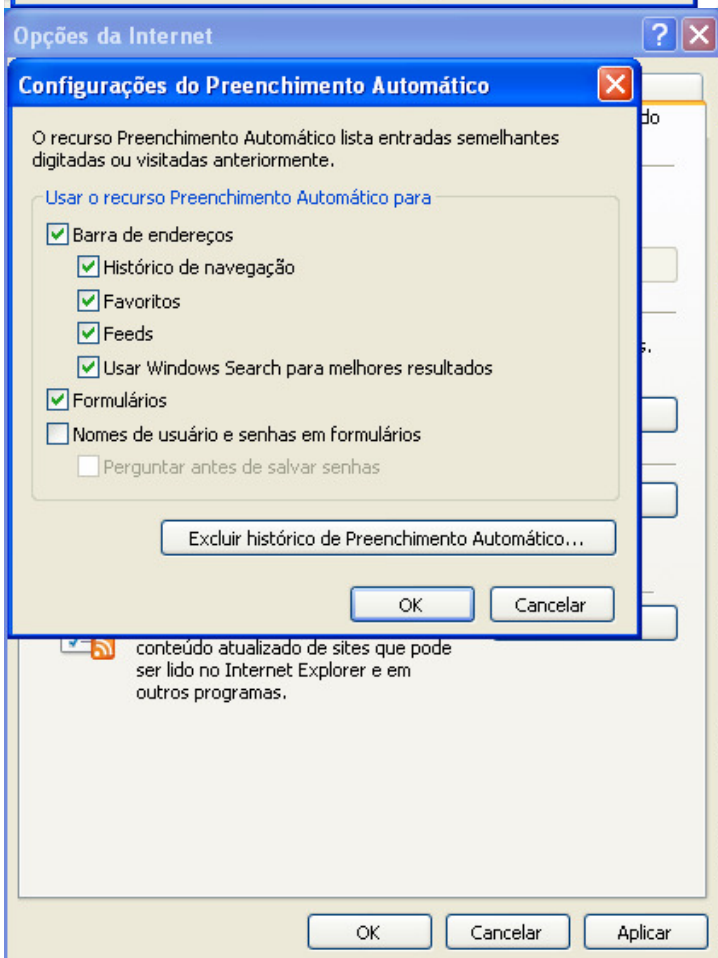 Opções da Internet
Configurações do Preenchimento Automático
do
O recurso Preenchimento Automático lista entradas semelhantes
digitadas ou visitadas anteriormente.
Usar o recurso Preenchimento Automático para
Barra de endereços
Histórico de navegação
Favoritos
Feeds
s.
Usar Windows Search para melhores resultados
Formulários
Nomes de usuário e senhas em formulários
Perguntar antes de salvar senhas
Excluir histórico de Preenchimento Automático...
OK Cancelar
conteúdo atualizado de sites que pode
ser lido no Internet Explorer e em
outros programas.
OK Cancelar Aplicar